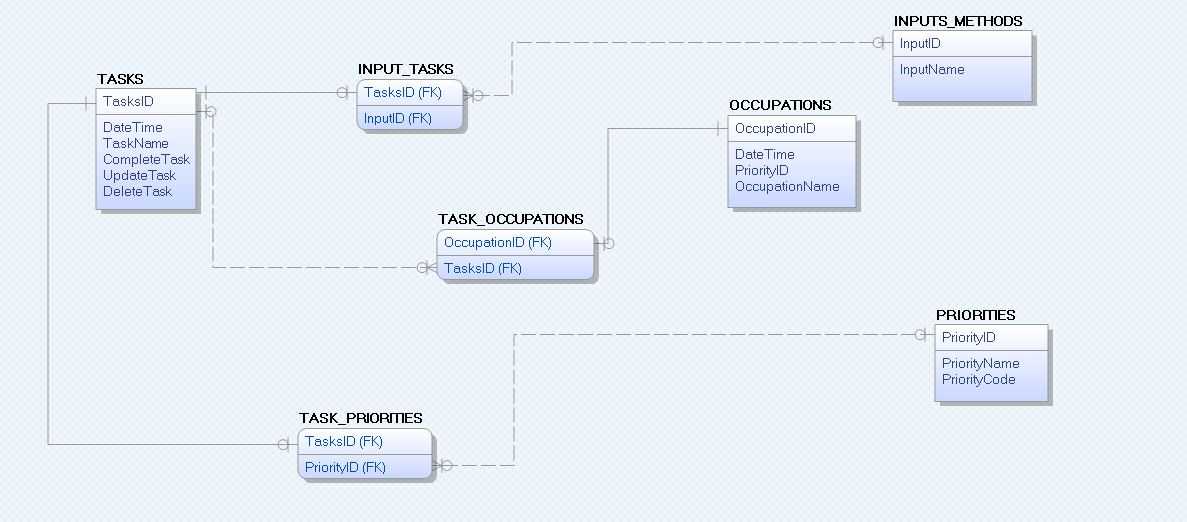 INPUTS_METHODS
InputID
InputName
INPUT_TASKS
TasksID (FK)
InputID (FK)
TASKS
TasksID
DateTime
TaskName
CompleteTask
UpdateTask
DeleteTask
OCCUPATIONS
OccupationID
DateTime
PriorityID
OccupationName
TASK_OCCUPATIONS
OccupationID (FK)
TasksID (FK)
PRIORITIES
PriorityID
PriorityName
PriorityCode
TASK_PRIORITIES
TasksID (FK)
PriorityID (FK)